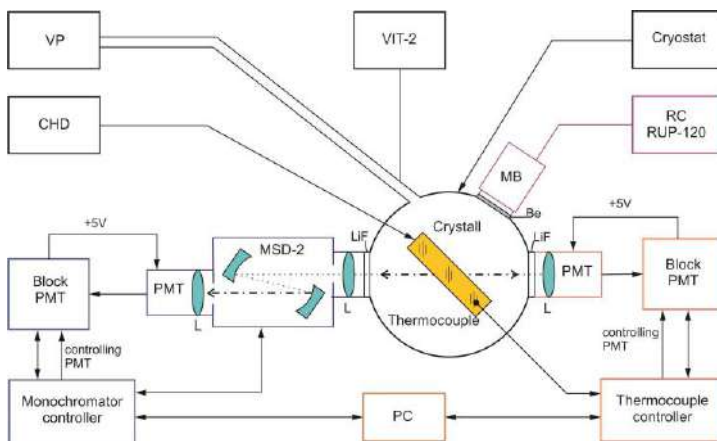 VP
VIT-2
Cryostat
CHD
RC
RUP-120
MB
Be
+5V
MSD-2
LiF
Crystall
LiF
+5V
Block
PMT
PMT
PMT
Block
PMT
L
L
Thermocouple
L
controlling
PMT
controlling
PMT
Monochromator
controller
PC
Thermocouple
controller